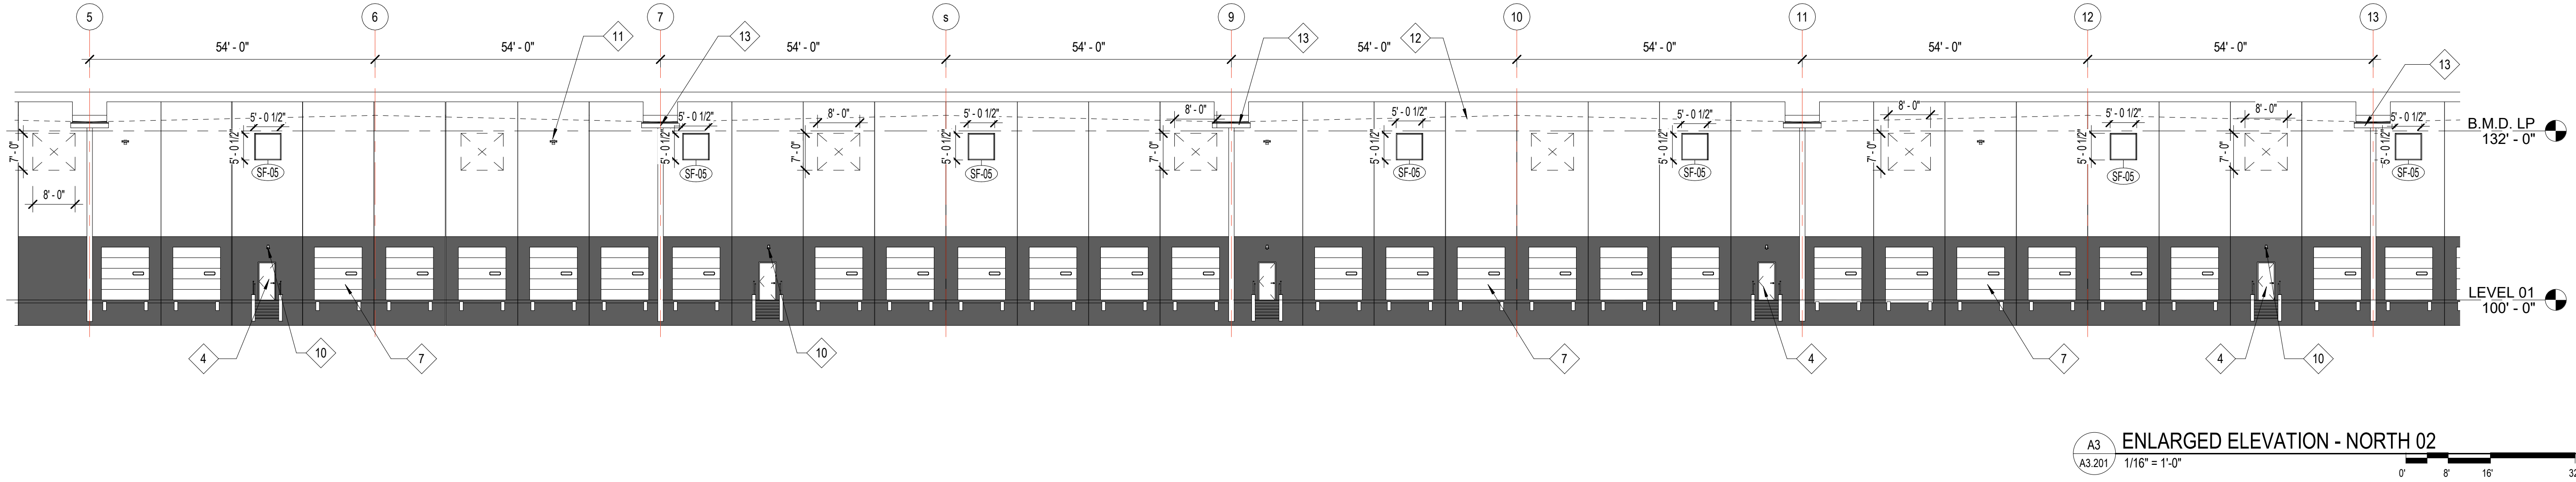 5 6 7 s 9 10 11 12 13
54' - 0" 54' - 0" 54' - 0" 54' - 0" 54' - 0" 54' - 0" 54' - 0" 54' - 0"
11 13 13 12 13
8' - 0" 8' - 0" 8' - 0" 8' - 0"
5' - 0 1/2" 5' - 0 1/2" 5' - 0 1/2" 5' - 0 1/2" 5' - 0 1/2" 5' - 0 1/2" 5' - 0 1/2"
7' - 0" 5' - 0 1/2" 5' - 0 1/2" 7' - 0" 5' - 0 1/2" 7' - 0" 5' - 0 1/2" 5' - 0 1/2" 7' - 0" 5' - 0 1/2" 7' - 0" 5' - 0 1/2"
B.M.D. LP
132' - 0"
SF-05 SF-05 SF-05 SF-05 SF-05 SF-05 SF-05
8' - 0"
LEVEL 01
100' - 0"
4 10 7 10 7 4 7 4 10
A3
A3.201
ENLARGED ELEVATION - NORTH 02
1/16" = 1'-0"
0' 8' 16' 32